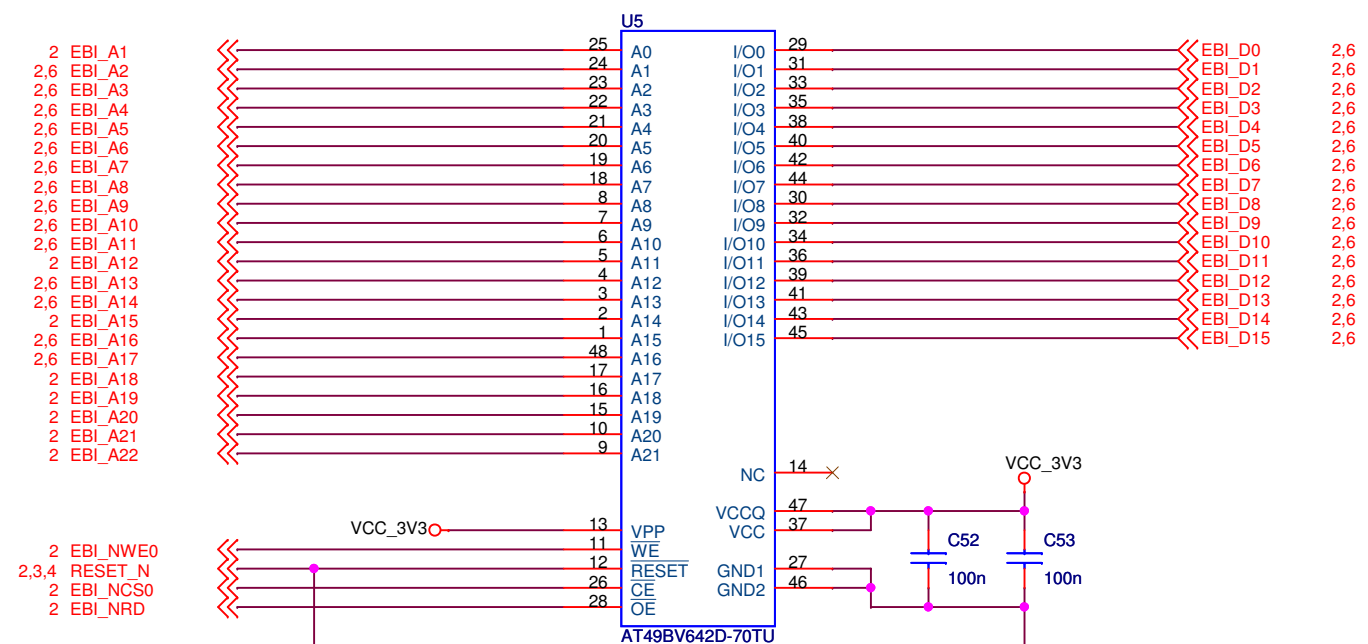 U5
2 EBI_A1 25 A0 I/O0 29 EBI_D0 2,6
2,6 EBI_A2 24 A1 I/O1 31 EBI_D1 2,6
2,6 EBI_A3 23 A2 I/O2 33 EBI_D2 2,6
2,6 EBI_A4 22 A3 I/O3 35 EBI_D3 2,6
2,6 EBI_A5 21 A4 I/O4 38 EBI_D4 2,6
2,6 EBI_A6 20 A5 I/O5 40 EBI_D5 2,6
2,6 EBI_A7 19 A6 I/O6 42 EBI_D6 2,6
2,6 EBI_A8 18 A7 I/O7 44 EBI_D7 2,6
2,6 EBI_A9 8 A8 I/O8 30 EBI_D8 2,6
2,6 EBI_A10 7 A9 I/O9 32 EBI_D9 2,6
2,6 EBI_A11 6 A10 I/O10 34 EBI_D10 2,6
2 EBI_A12 5 A11 I/O11 36 EBI_D11 2,6
2,6 EBI_A13 4 A12 I/O12 39 EBI_D12 2,6
2,6 EBI_A14 3 A13 I/O13 41 EBI_D13 2,6
2 EBI_A15 2 A14 I/O14 43 EBI_D14 2,6
2,6 EBI_A16 1 A15 I/O15 45 EBI_D15 2,6
2,6 EBI_A17 48 A16
2 EBI_A18 17 A17
2 EBI_A19 16 A18
2 EBI_A20 15 A19
2 EBI_A21 10 A20
2 EBI_A22 9 A21
VCC_3V3
NC 14
VCCQ 47
VCC_3V3 13 VPP VCC 37
2 EBI_NWE0 11 WE C52 C53
2,3,4 RESET_N 12 RESET GND1 27 100n 100n
2 EBI_NCS0 26 CE GND2 46
2 EBI_NRD 28 OE
AT49BV642D-70TU